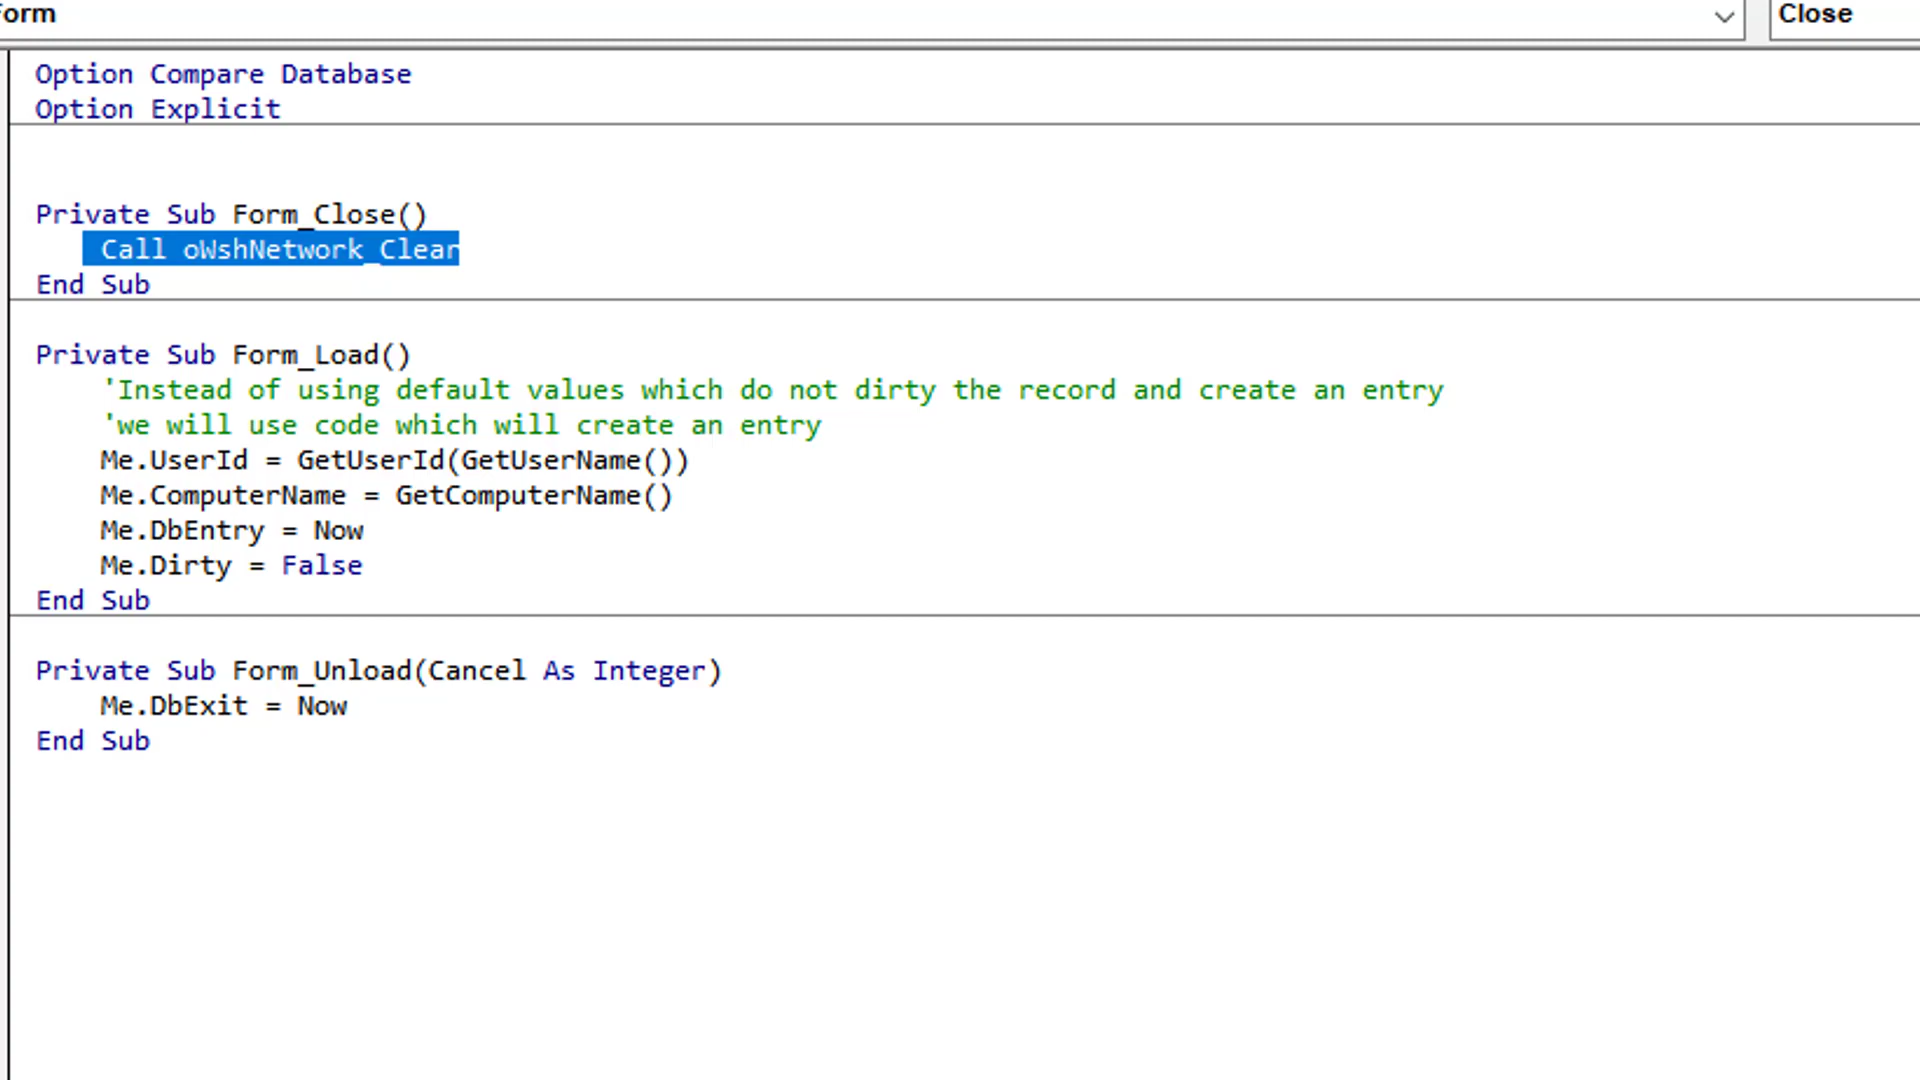 Form
Close
Option Compare Database
Option Explicit
Private Sub Form_Close()
Call oWshNetwork_Clear
End Sub
Private Sub Form_Load()
'Instead of using default values which do not dirty the record and create an entry
'we will use code which will create an entry
Me.UserId = GetUserId(GetUserName())
Me.ComputerName = GetComputerName()
Me.DbEntry = Now
Me.Dirty = False
End Sub
Private Sub Form_Unload(Cancel As Integer)
Me.DbExit = Now
End Sub